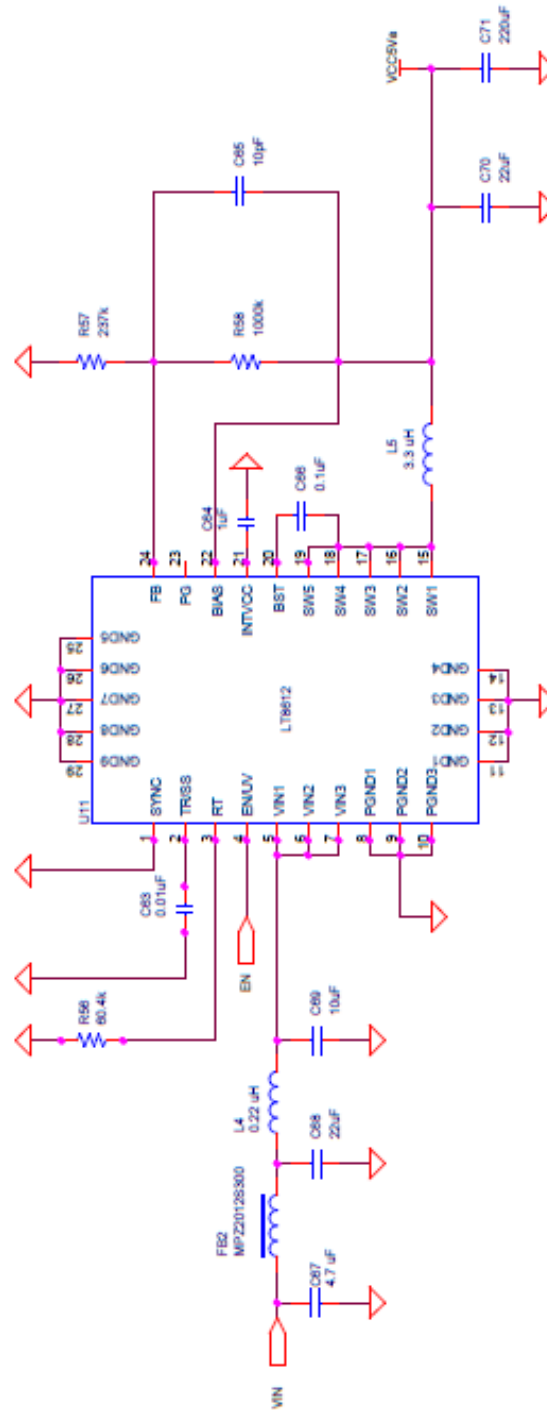 VIN
C67
4.7 uF
FB2
MPZ2012S300
C68
22uF
L4
0.22 uH
C69
10uF
R56
60.4k
EN
C63
0.01uF
U11
LT8612
1
SYNC
2
TR/SS
3
RT
4
EN/UV
5
VIN1
6
VIN2
7
VIN3
8
PGND1
9
PGND2
10
PGND3
29
GND9
28
GND8
27
GND7
26
GND6
25
GND5
GND
GND2
GND3
GND4
24
FB
23
PG
22
BIAS
21
INTVCC
20
BST
19
SW5
18
SW4
17
SW3
16
SW2
15
SW1
C64
1uF
C66
0.1uF
L5
3.3 uH
R57
237k
R58
1000k
C65
10pF
VCC5Va
C70
22uF
C71
220uF